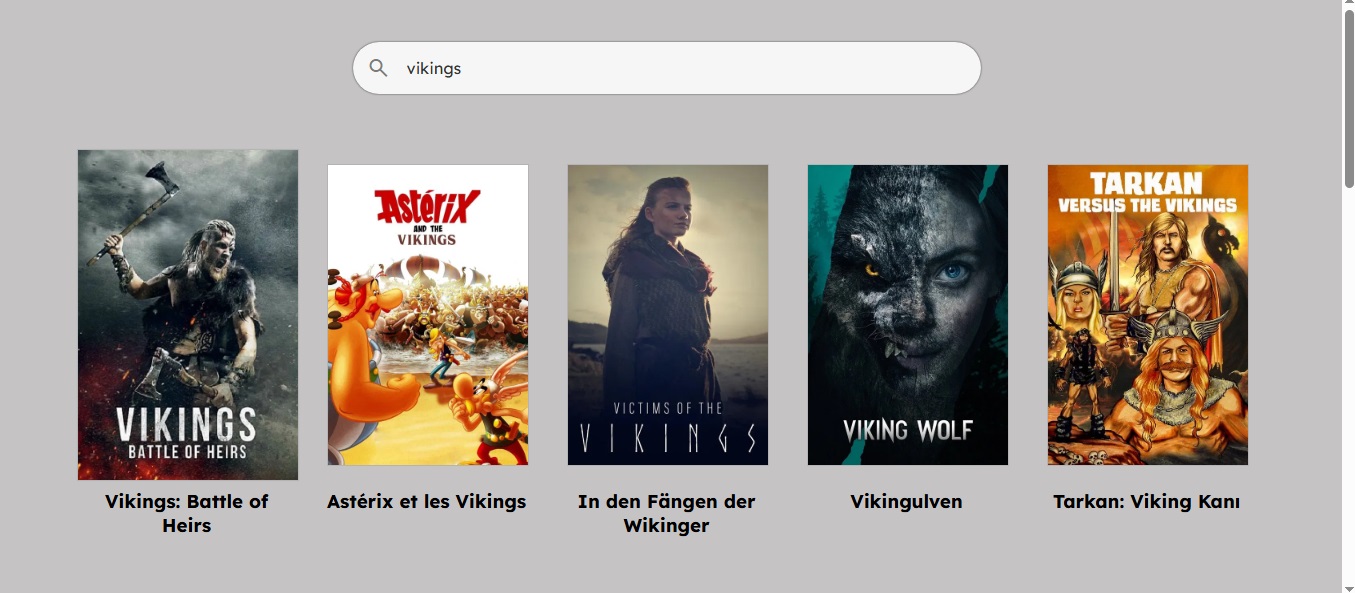 vikings
VIKINGS
BATTLE OF HEIRS
Vikings: Battle of
Heirs
Astérix
AND THE
VIKINGS
Astérix et les Vikings
VICTIMS OF THE
VIKINGS
In den Fängen der
Wikinger
VIKING WOLF
Vikingulven
TARKAN
VERSUS THE VIKINGS
Tarkan: Viking Kanı